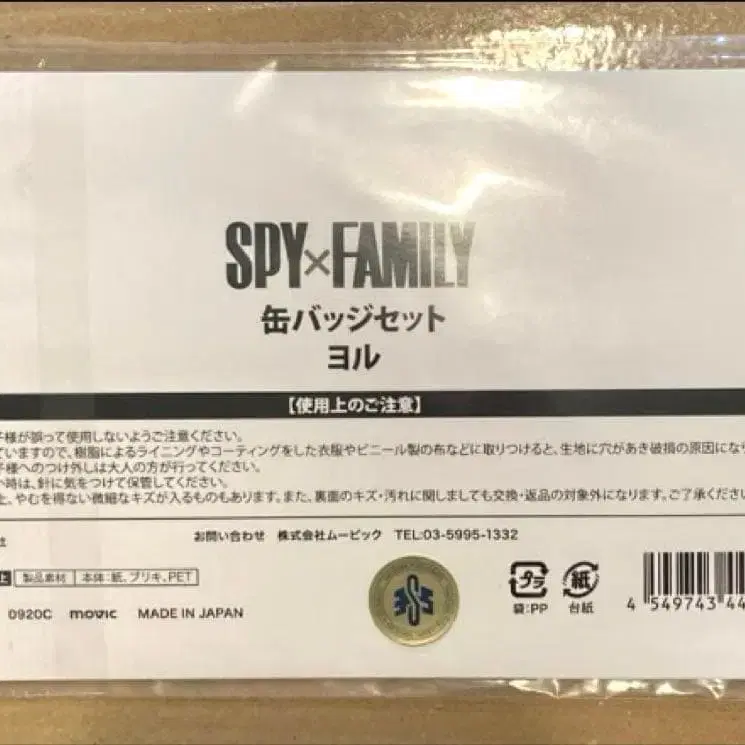 SPY×FAMILY
缶バッジセット
ヨル
【使用上のご注意】
子様が誤って使用しないようご注意ください。
ていますので、樹脂によるライニングやコーティングをした衣服やビニール製の布などに取りつけると、生地に穴があき破損の原因にな
子様へのつけ外しは大人の方が行ってください。
い時は、針に気をつけて保管してください。
上、やむを得ない微細なキズが入るものもあります。また、裏面のキズ・汚れに関しましても交換・返品の対象外になります。ご了承ください
社
お問い合わせ 株式会社ムービック TEL:03-5995-1332
上 製品素材 本体:紙、ブリキ、PET
プラ 紙
袋:PP 台紙
4 549743 44
0920C movic MADE IN JAPAN